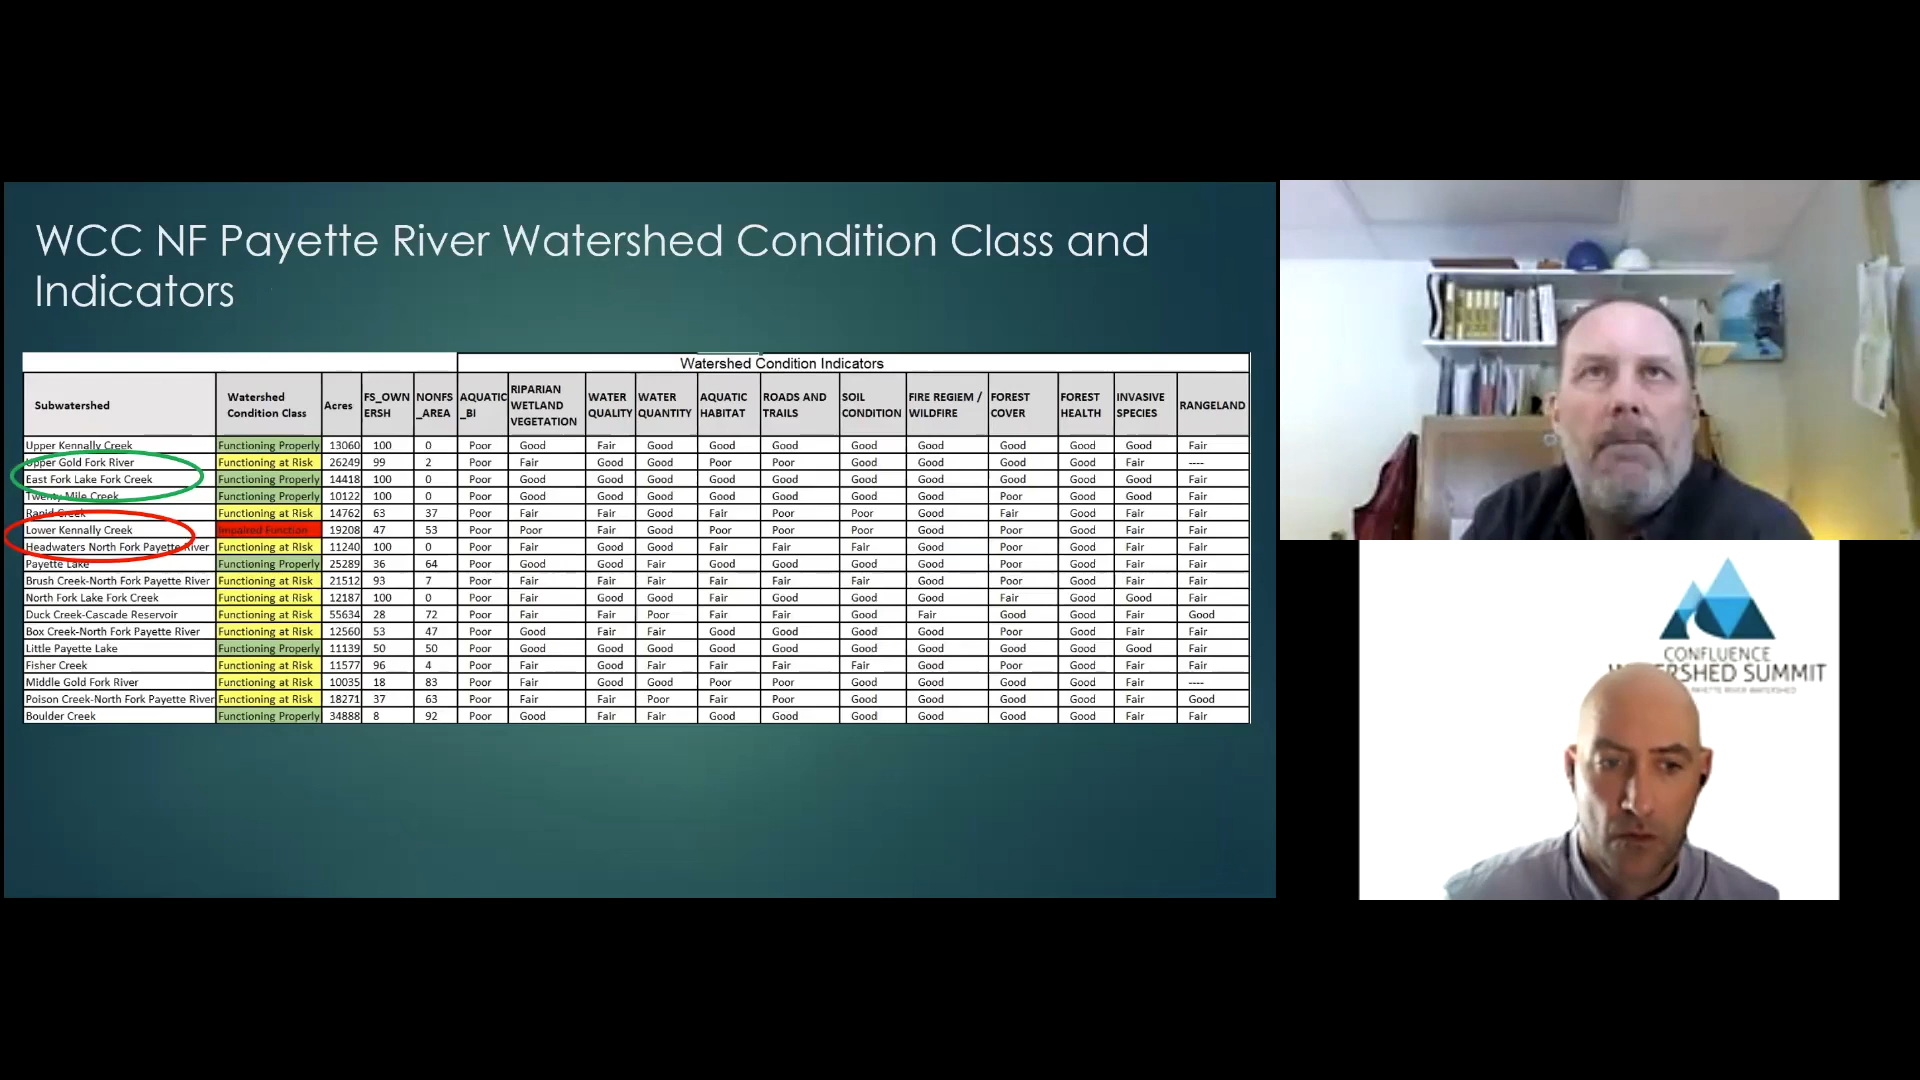 WCC NF Payette River Watershed Condition Class and
Indicators
Watershed Condition Indicators
Subwatershed Watershed Condition Class Acres FS_OWNERSH NONFS_AREA AQUATIC_BI RIPARIAN WETLAND VEGETATION WATER QUALITY WATER QUANTITY AQUATIC HABITAT ROADS AND TRAILS SOIL CONDITION FIRE REGIEM / WILDFIRE FOREST COVER FOREST HEALTH INVASIVE SPECIES RANGELAND
Upper Kennally Creek Functioning Properly 13060 100 0 Poor Good Fair Good Good Good Good Good Good Good Good Fair
Upper Gold Fork River Functioning at Risk 26249 99 2 Poor Fair Good Good Poor Poor Good Good Good Good Fair ----
East Fork Lake Fork Creek Functioning Properly 14418 100 0 Poor Good Good Good Good Good Good Good Good Good Good Fair
Twenty Mile Creek Functioning Properly 10122 100 0 Poor Good Good Good Good Good Good Good Poor Good Good Fair
Rapid Creek Functioning at Risk 14762 63 37 Poor Fair Fair Good Fair Poor Poor Good Fair Good Fair Fair
Lower Kennally Creek Impaired Function 19208 47 53 Poor Poor Fair Good Poor Poor Poor Good Poor Good Fair Fair
Headwaters North Fork Payette River Functioning at Risk 11240 100 0 Poor Fair Good Good Fair Fair Fair Good Poor Good Fair Fair
Payette Lake Functioning Properly 25289 36 64 Poor Good Good Fair Good Good Good Good Poor Good Fair Fair
Brush Creek-North Fork Payette River Functioning at Risk 21512 93 7 Poor Fair Fair Fair Fair Fair Fair Good Poor Good Fair Fair
North Fork Lake Fork Creek Functioning at Risk 12187 100 0 Poor Fair Good Good Fair Good Good Good Fair Good Good Fair
Duck Creek-Cascade Reservoir Functioning at Risk 55634 28 72 Poor Fair Fair Poor Fair Fair Good Fair Good Good Fair Good
Box Creek-North Fork Payette River Functioning at Risk 12560 53 47 Poor Good Fair Fair Good Good Good Good Poor Good Fair Fair
Little Payette Lake Functioning Properly 11139 50 50 Poor Good Good Good Good Good Good Good Good Good Good Fair
Fisher Creek Functioning at Risk 11577 96 4 Poor Fair Good Fair Fair Fair Fair Good Poor Good Fair Fair
Middle Gold Fork River Functioning at Risk 10035 18 83 Poor Fair Good Good Poor Poor Good Good Good Good Fair ----
Poison Creek-North Fork Payette River Functioning at Risk 18271 37 63 Poor Fair Fair Poor Fair Poor Good Good Good Good Fair Good
Boulder Creek Functioning Properly 34888 8 92 Poor Good Fair Fair Good Good Good Good Good Good Fair Fair
CONFLUENCE
SHED SUMMIT
PAYETTE RIVER WATERSHED